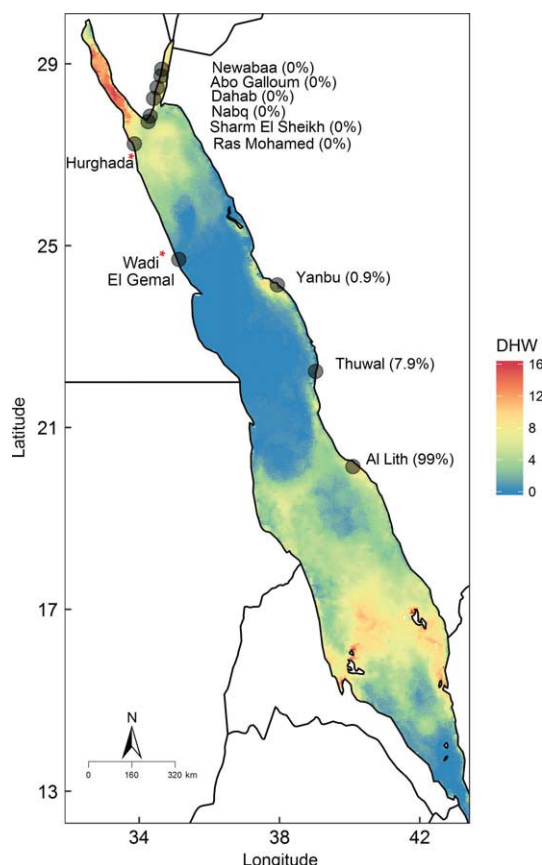 29
Newabaa (0%)
Abo Galloum (0%)
Dahab (0%)
Nabq (0%)
Sharm El Sheikh (0%)
Ras Mohamed (0%)
Hurghada*
25
Wadi*
El Gemal
Yanbu (0.9%)
DHW
16
12
8
4
0
Thuwal (7.9%)
Latitude
21
Al Lith (99%)
17
N
0 160 320 km
13
34 38 42
Longitude